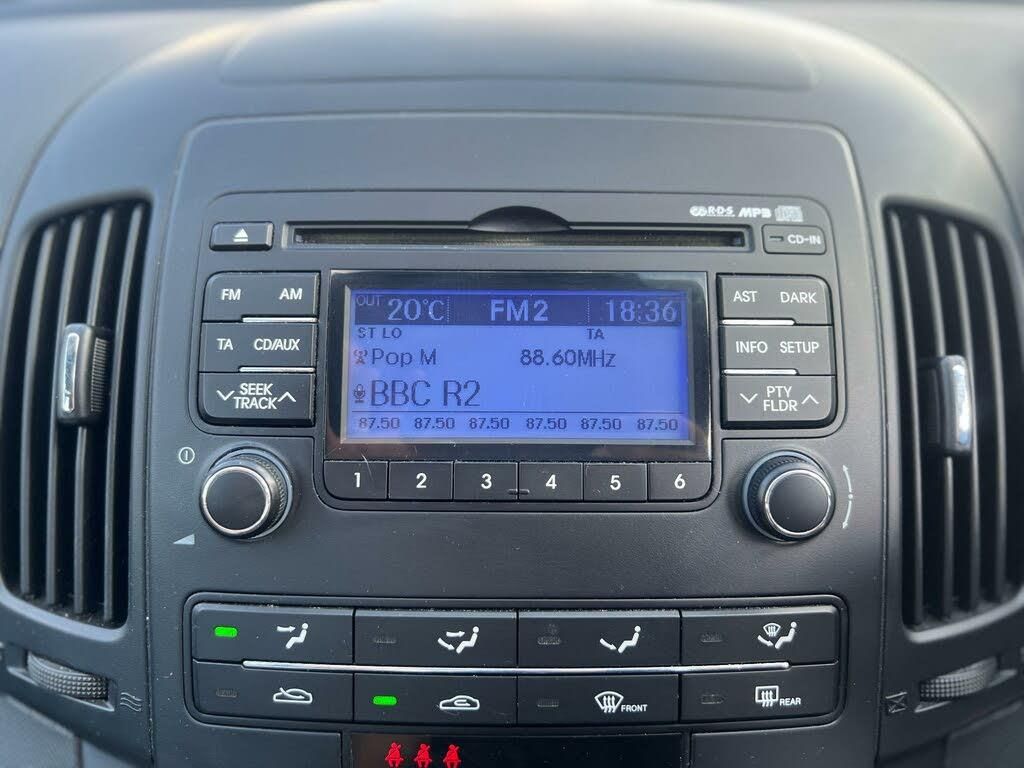 R·D·S MP3
CD-IN
FM AM
AST DARK
OUT 20°C FM2 18:36
ST LO TA
TA CD/AUX
INFO SETUP
Pop M 88.60MHz
BBC R2
SEEK
TRACK
PTY
FLDR
87.50 87.50 87.50 87.50 87.50 87.50
1 2 3 4 5 6
FRONT
REAR